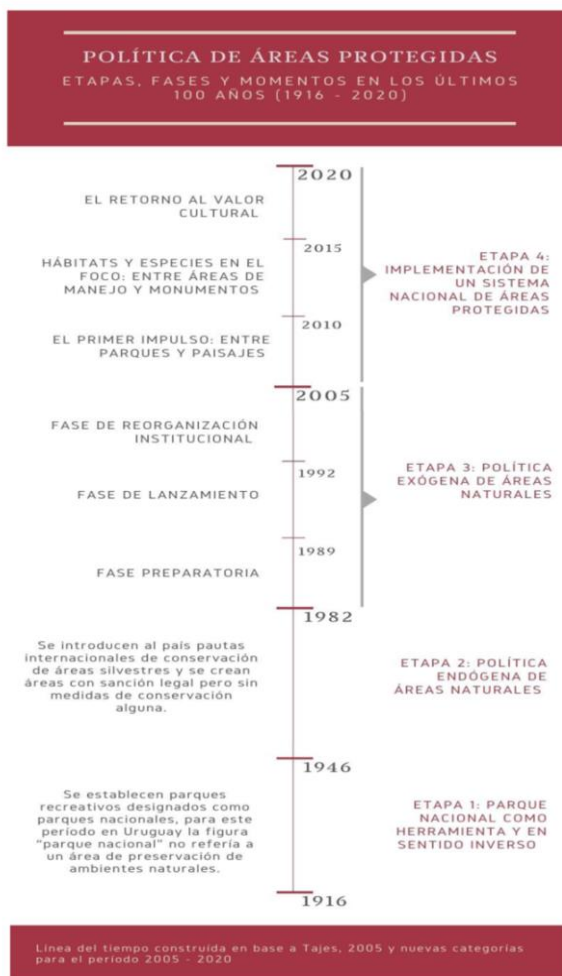 POLÍTICA DE ÁREAS PROTEGIDAS
ETAPAS, FASES Y MOMENTOS EN LOS ÚLTIMOS
100 AÑOS (1916 - 2020)
2020
EL RETORNO AL VALOR
CULTURAL
2015
HÁBITATS Y ESPECIES EN EL
FOCO: ENTRE ÁREAS DE
MANEJO Y MONUMENTOS
ETAPA 4:
IMPLEMENTACIÓN DE
UN SISTEMA
NACIONAL DE ÁREAS
PROTEGIDAS
2010
EL PRIMER IMPULSO: ENTRE
PARQUES Y PAISAJES
2005
FASE DE REORGANIZACIÓN
INSTITUCIONAL
1992
ETAPA 3: POLÍTICA
EXÓGENA DE ÁREAS
NATURALES
FASE DE LANZAMIENTO
1989
FASE PREPARATORIA
1982
Se introducen al país pautas
internacionales de conservación
de áreas silvestres y se crean
áreas con sanción legal pero sin
medidas de conservación
alguna.
ETAPA 2: POLÍTICA
ENDÓGENA DE
ÁREAS NATURALES
1946
Se establecen parques
recreativos designados como
parques nacionales, para este
período en Uruguay la figura
"parque nacional" no refería a
un área de preservación de
ambientes naturales.
ETAPA 1: PARQUE
NACIONAL COMO
HERRAMIENTA Y EN
SENTIDO INVERSO
1916
Línea del tiempo construida en base a Tajes, 2005 y nuevas categorías
para el período 2005 - 2020